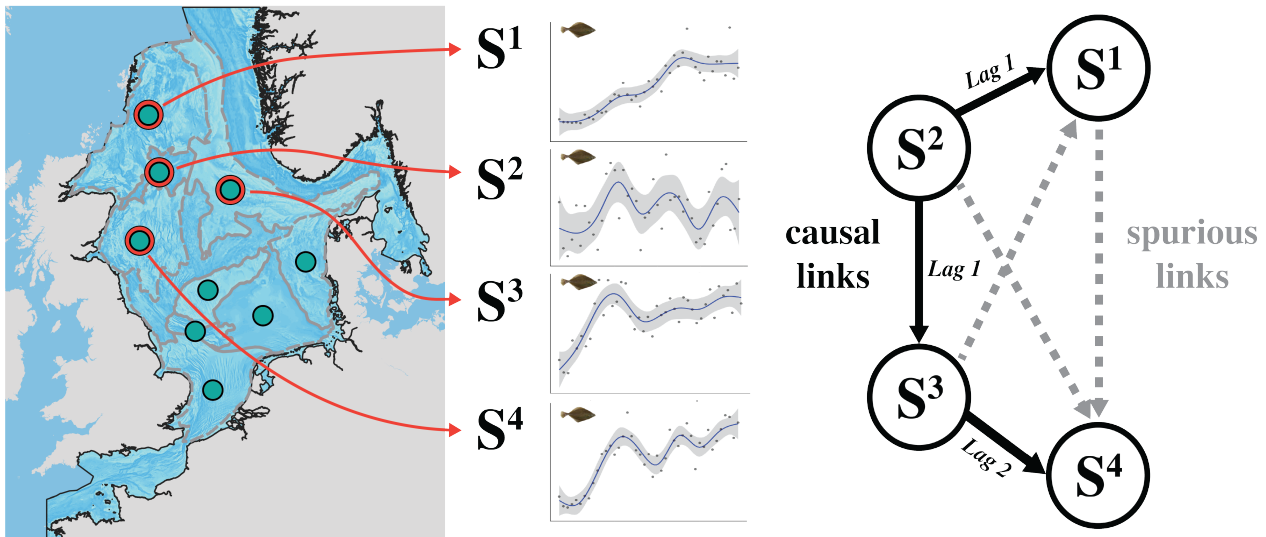 S¹
S²
S³
S⁴
Lag 1
S¹
S²
causal
links
Lag 1
spurious
links
S³
Lag 2
S⁴